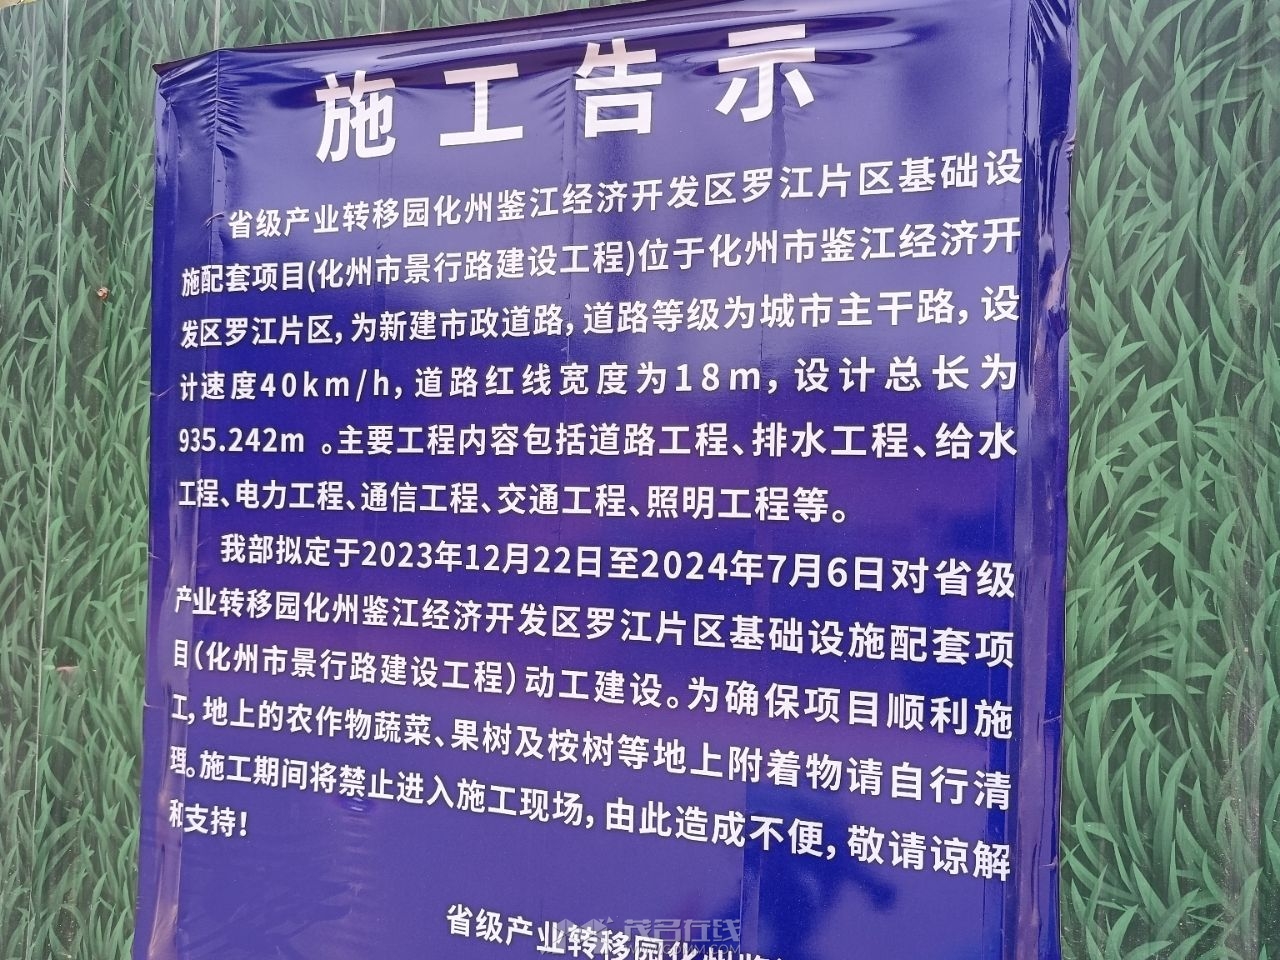 施工告示
省级产业转移园化州鉴江经济开发区罗江片区基础设
施配套项目(化州市景行路建设工程)位于化州市鉴江经济开
发区罗江片区,为新建市政道路,道路等级为城市主干路,设
计速度40km/h,道路红线宽度为18m,设计总长为
935.242m 。主要工程内容包括道路工程、排水工程、给水
工程、电力工程、通信工程、交通工程、照明工程等。
我部拟定于2023年12月22日至2024年7月6日对省级
产业转移园化州鉴江经济开发区罗江片区基础设施配套项
目(化州市景行路建设工程)动工建设。为确保项目顺利施
工,地上的农作物蔬菜、果树及桉树等地上附着物请自行清
理。施工期间将禁止进入施工现场,由此造成不便,敬请谅解
和支持!
省级产业转移园化州鉴
茂名在线
WWW.GDMM.COM